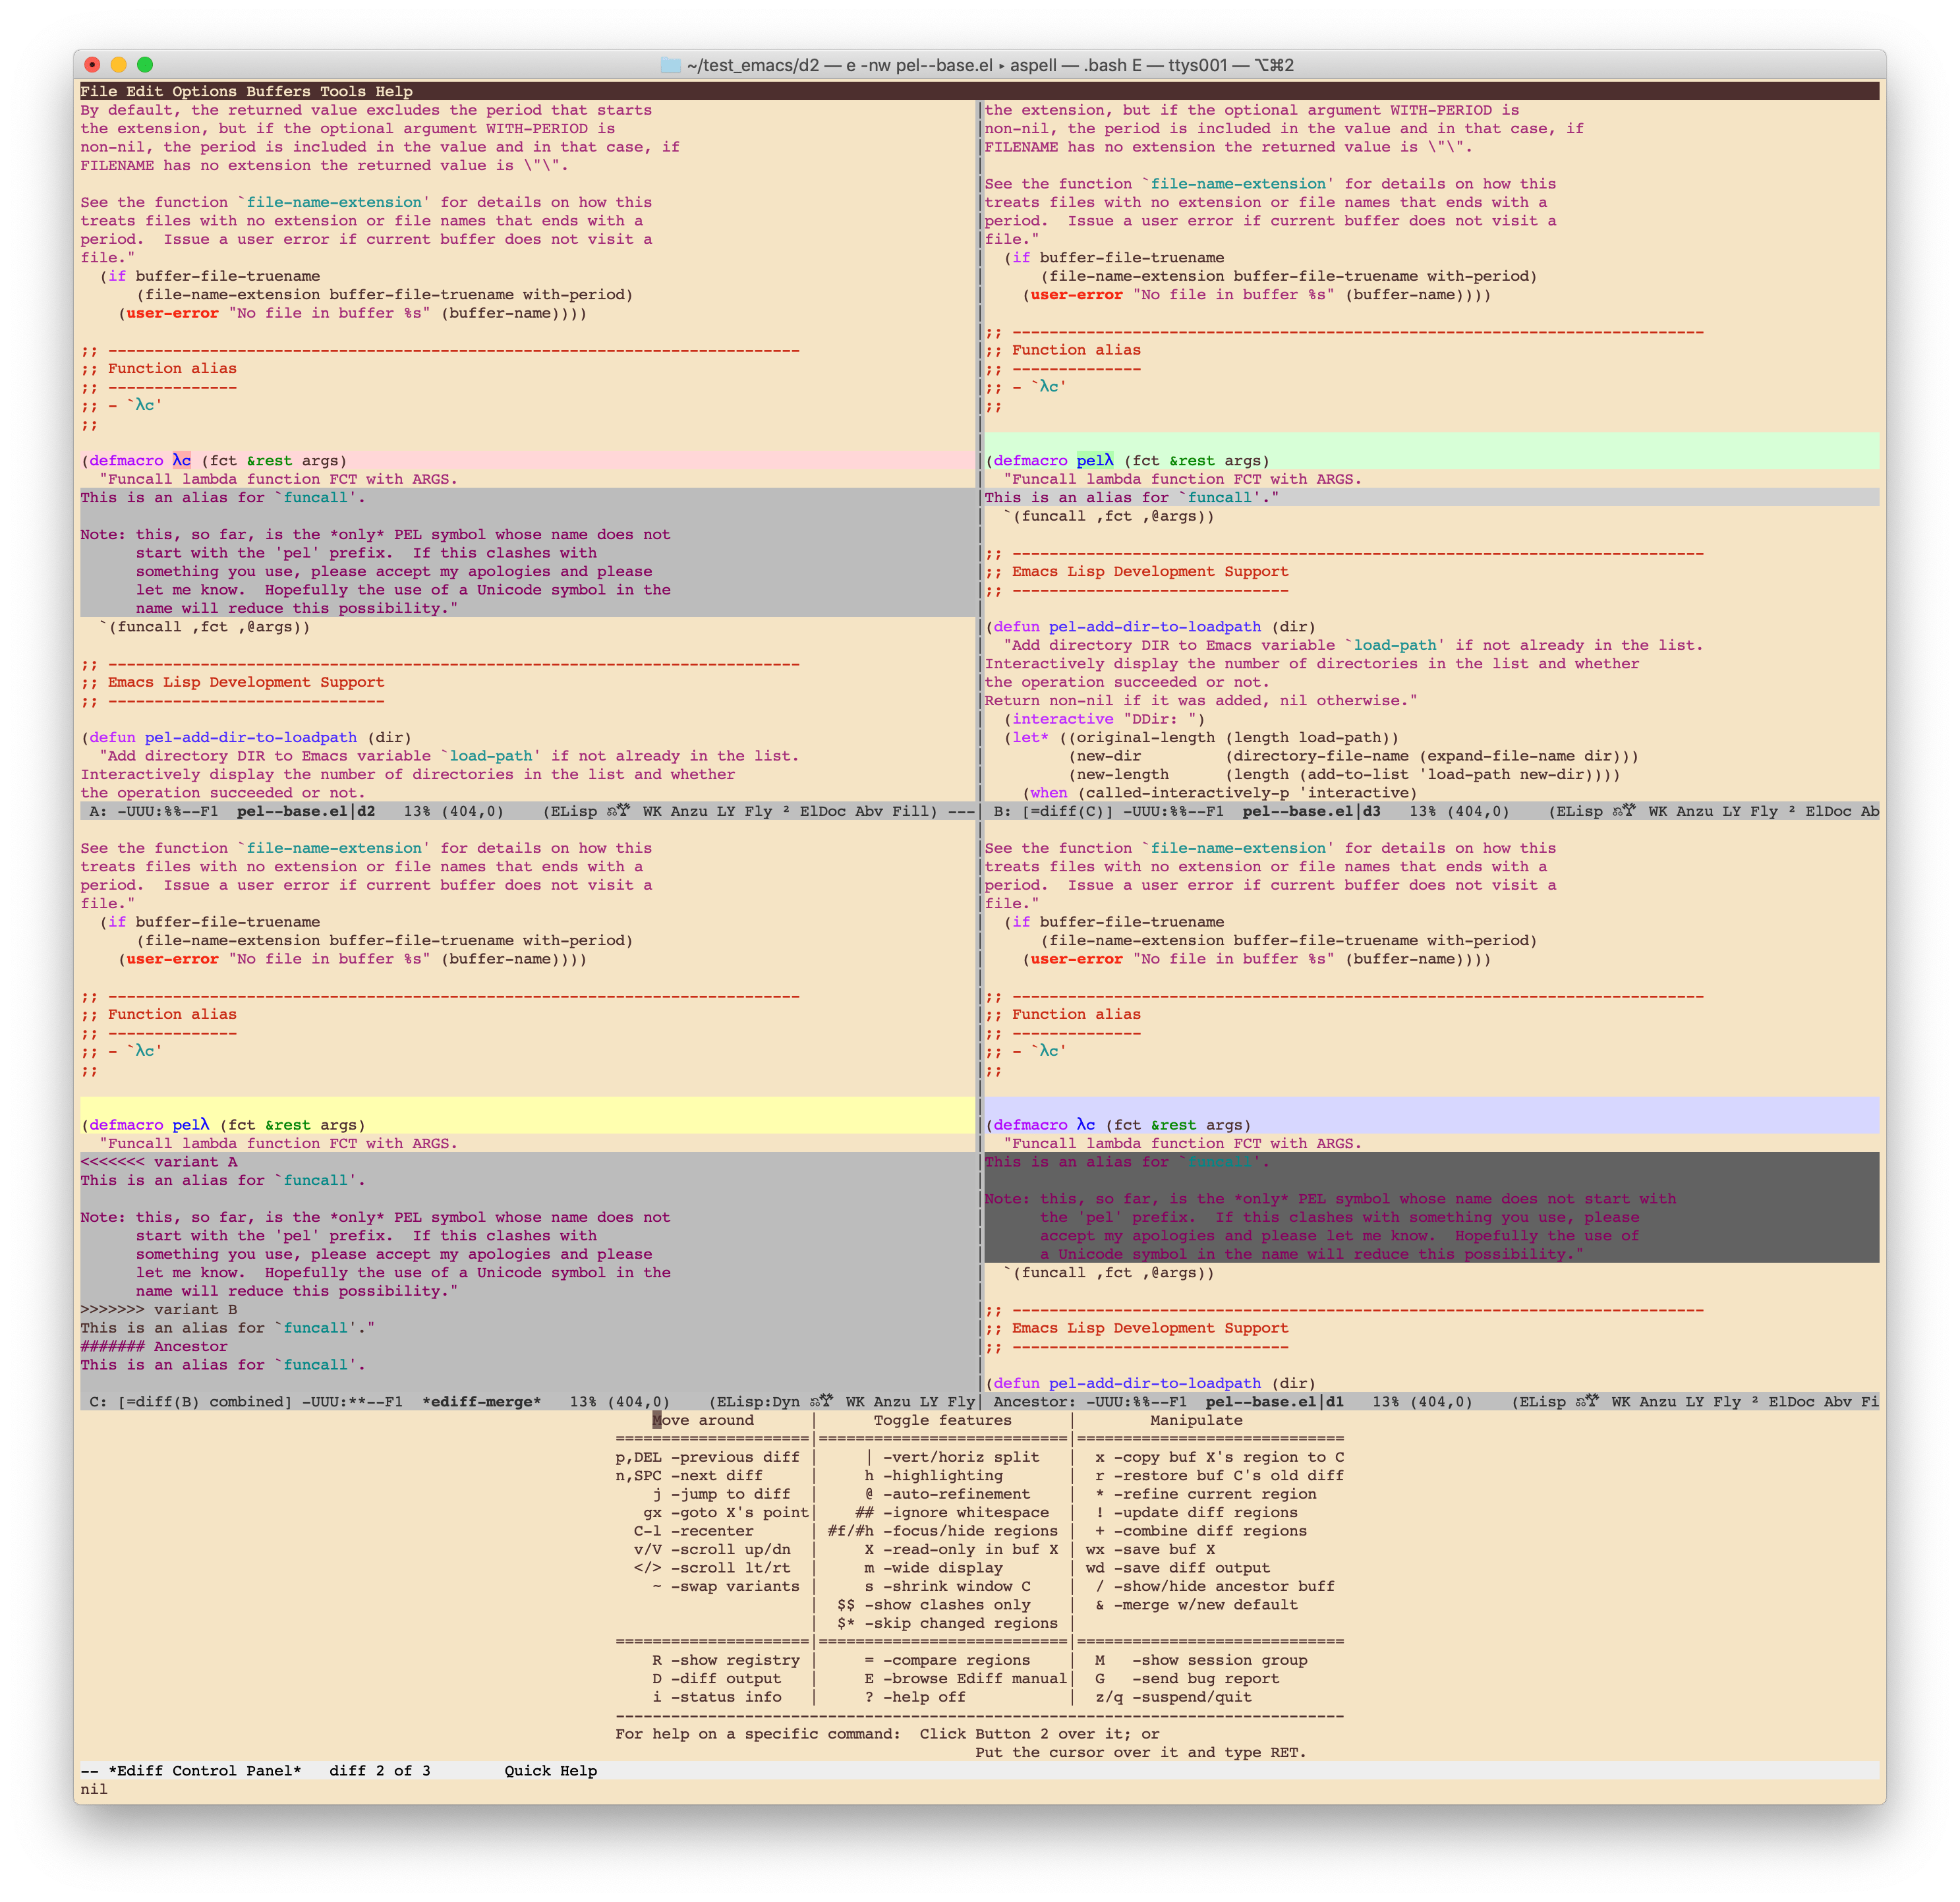 ~/test_emacs/d2 — e -nw pel--base.el ▸ aspell — .bash E — ttys001 — ⌥⌘2
File Edit Options Buffers Tools Help
By default, the returned value excludes the period that starts
the extension, but if the optional argument WITH-PERIOD is
non-nil, the period is included in the value and in that case, if
FILENAME has no extension the returned value is \"\".
See the function `file-name-extension' for details on how this
treats files with no extension or file names that ends with a
period.  Issue a user error if current buffer does not visit a
file."
  (if buffer-file-truename
      (file-name-extension buffer-file-truename with-period)
    (user-error "No file in buffer %s" (buffer-name))))
;; ---------------------------------------------------------------------------
;; Function alias
;; --------------
;; - `λc'
;;
(defmacro λc (fct &rest args)
  "Funcall lambda function FCT with ARGS.
This is an alias for `funcall'.
Note: this, so far, is the *only* PEL symbol whose name does not
      start with the 'pel' prefix.  If this clashes with
      something you use, please accept my apologies and please
      let me know.  Hopefully the use of a Unicode symbol in the
      name will reduce this possibility."
  `(funcall ,fct ,@args))
;; ---------------------------------------------------------------------------
;; Emacs Lisp Development Support
;; ------------------------------
(defun pel-add-dir-to-loadpath (dir)
  "Add directory DIR to Emacs variable `load-path' if not already in the list.
Interactively display the number of directories in the list and whether
the operation succeeded or not.
A: -UUU:%%--F1  pel--base.el|d2   13% (404,0)    (ELisp WK Anzu LY Fly ² ElDoc Abv Fill) ---
the extension, but if the optional argument WITH-PERIOD is
non-nil, the period is included in the value and in that case, if
FILENAME has no extension the returned value is \"\".
See the function `file-name-extension' for details on how this
treats files with no extension or file names that ends with a
period.  Issue a user error if current buffer does not visit a
file."
  (if buffer-file-truename
      (file-name-extension buffer-file-truename with-period)
    (user-error "No file in buffer %s" (buffer-name))))
;; ---------------------------------------------------------------------------
;; Function alias
;; --------------
;; - `λc'
;;
(defmacro pelλ (fct &rest args)
  "Funcall lambda function FCT with ARGS.
This is an alias for `funcall'."
  `(funcall ,fct ,@args))
;; ---------------------------------------------------------------------------
;; Emacs Lisp Development Support
;; ------------------------------
(defun pel-add-dir-to-loadpath (dir)
  "Add directory DIR to Emacs variable `load-path' if not already in the list.
Interactively display the number of directories in the list and whether
the operation succeeded or not.
Return non-nil if it was added, nil otherwise."
  (interactive "DDir: ")
  (let* ((original-length (length load-path))
         (new-dir         (directory-file-name (expand-file-name dir)))
         (new-length      (length (add-to-list 'load-path new-dir))))
    (when (called-interactively-p 'interactive)
B: [=diff(C)] -UUU:%%--F1  pel--base.el|d3   13% (404,0)    (ELisp WK Anzu LY Fly ² ElDoc Ab
See the function `file-name-extension' for details on how this
treats files with no extension or file names that ends with a
period.  Issue a user error if current buffer does not visit a
file."
  (if buffer-file-truename
      (file-name-extension buffer-file-truename with-period)
    (user-error "No file in buffer %s" (buffer-name))))
;; ---------------------------------------------------------------------------
;; Function alias
;; --------------
;; - `λc'
;;
(defmacro pelλ (fct &rest args)
  "Funcall lambda function FCT with ARGS.
<<<<<<< variant A
This is an alias for `funcall'.
Note: this, so far, is the *only* PEL symbol whose name does not
      start with the 'pel' prefix.  If this clashes with
      something you use, please accept my apologies and please
      let me know.  Hopefully the use of a Unicode symbol in the
      name will reduce this possibility."
>>>>>>> variant B
This is an alias for `funcall'."
####### Ancestor
This is an alias for `funcall'.
C: [=diff(B) combined] -UUU:**--F1  *ediff-merge*   13% (404,0)    (ELisp:Dyn WK Anzu LY Fly
See the function `file-name-extension' for details on how this
treats files with no extension or file names that ends with a
period.  Issue a user error if current buffer does not visit a
file."
  (if buffer-file-truename
      (file-name-extension buffer-file-truename with-period)
    (user-error "No file in buffer %s" (buffer-name))))
;; ---------------------------------------------------------------------------
;; Function alias
;; --------------
;; - `λc'
;;
(defmacro λc (fct &rest args)
  "Funcall lambda function FCT with ARGS.
This is an alias for `funcall'.
Note: this, so far, is the *only* PEL symbol whose name does not start with
      the 'pel' prefix.  If this clashes with something you use, please
      accept my apologies and please let me know.  Hopefully the use of
      a Unicode symbol in the name will reduce this possibility."
  `(funcall ,fct ,@args))
;; ---------------------------------------------------------------------------
;; Emacs Lisp Development Support
;; ------------------------------
(defun pel-add-dir-to-loadpath (dir)
Ancestor: -UUU:%%--F1  pel--base.el|d1   13% (404,0)    (ELisp WK Anzu LY Fly ² ElDoc Abv Fi
    Move around      |      Toggle features      |        Manipulate
=====================|===========================|=============================
p,DEL -previous diff |     | -vert/horiz split   |  x -copy buf X's region to C
n,SPC -next diff     |     h -highlighting       |  r -restore buf C's old diff
    j -jump to diff  |     @ -auto-refinement    |  * -refine current region
   gx -goto X's point|    ## -ignore whitespace  |  ! -update diff regions
  C-l -recenter      | #f/#h -focus/hide regions |  + -combine diff regions
  v/V -scroll up/dn  |     X -read-only in buf X | wx -save buf X
  </> -scroll lt/rt  |     m -wide display       | wd -save diff output
    ~ -swap variants |     s -shrink window C    |  / -show/hide ancestor buff
                     |  $$ -show clashes only    |  & -merge w/new default
                     |  $* -skip changed regions |
=====================|===========================|=============================
    R -show registry |     = -compare regions    |  M   -show session group
    D -diff output   |     E -browse Ediff manual|  G   -send bug report
    i -status info   |     ? -help off           |  z/q -suspend/quit
-------------------------------------------------------------------------------
For help on a specific command:  Click Button 2 over it; or
                                       Put the cursor over it and type RET.
-- *Ediff Control Panel*   diff 2 of 3        Quick Help
nil